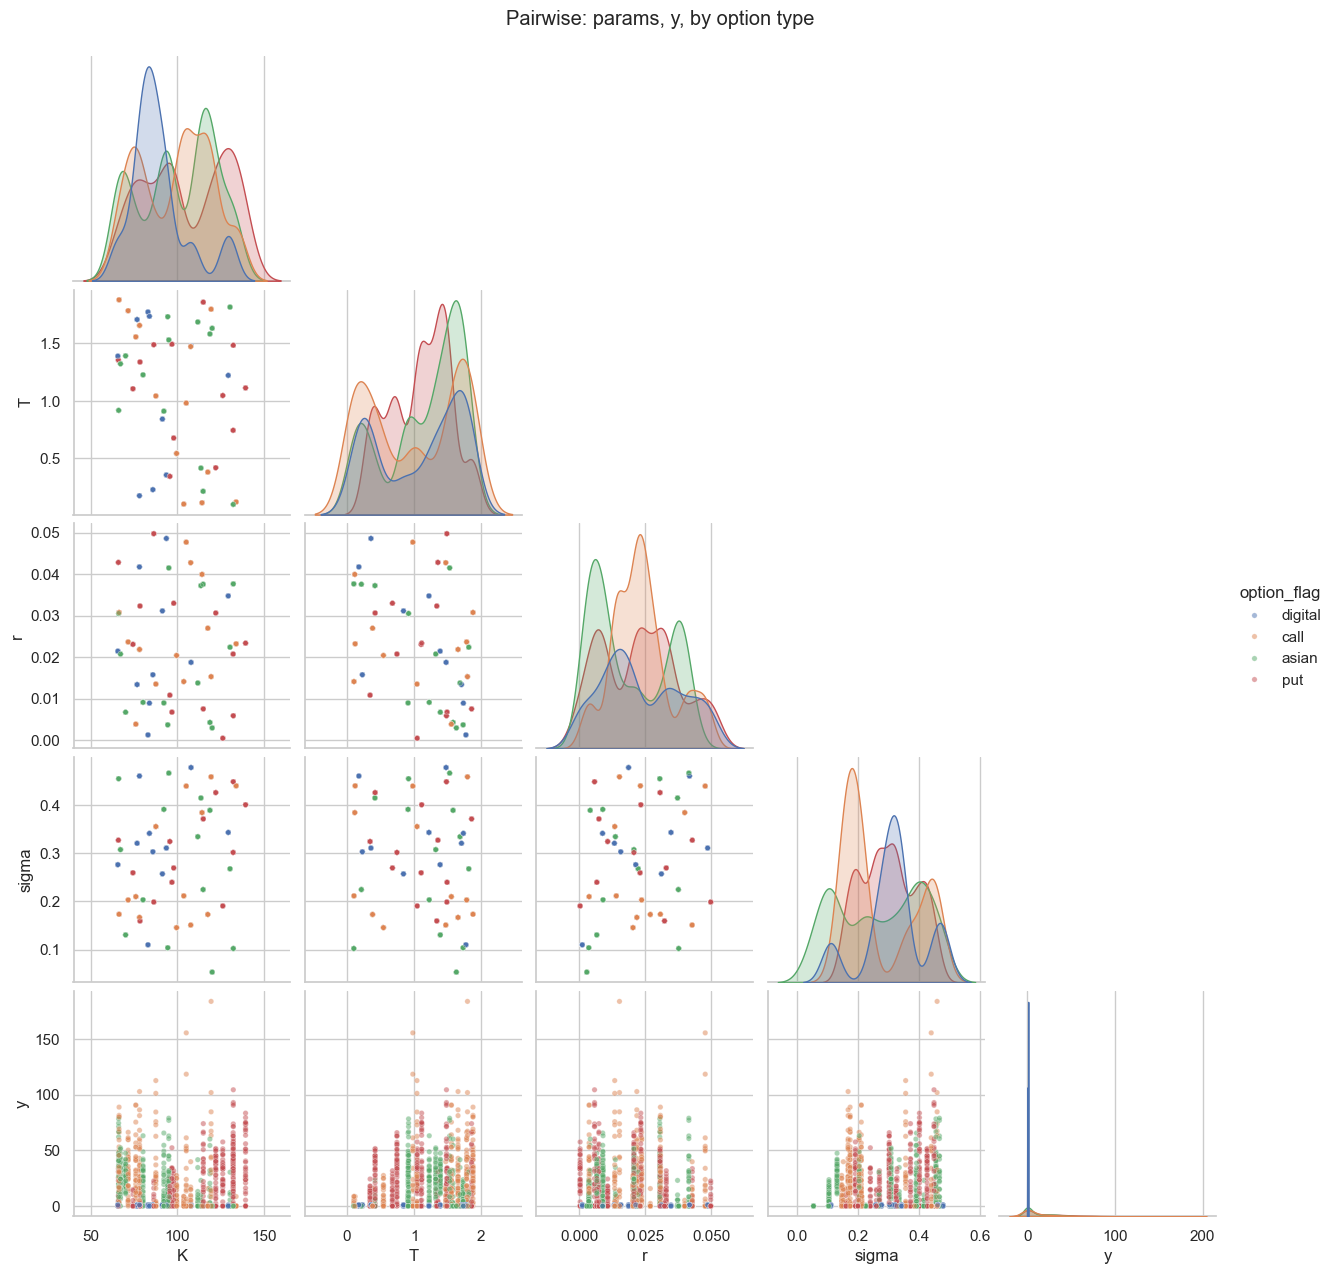 Pairwise: params, y, by option type
T
1.5
1.0
0.5
r
0.05
0.04
0.03
0.02
0.01
0.00
option_flag
digital
call
asian
put
sigma
0.4
0.3
0.2
0.1
y
150
100
50
0
50 100 150
K
0 1 2
T
0.000 0.025 0.050
r
0.0 0.2 0.4 0.6
sigma
0 100 200
y